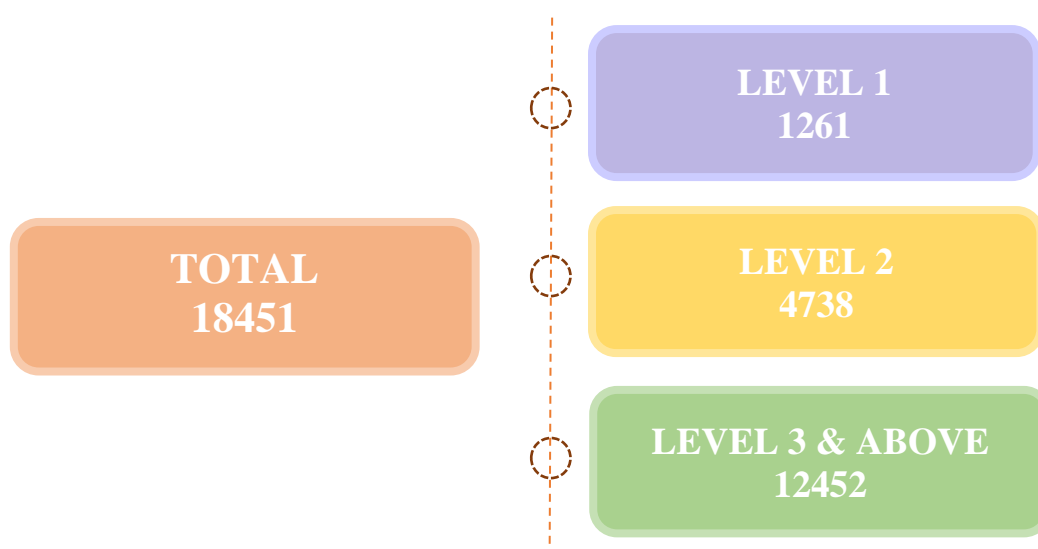 TOTAL
18451
LEVEL 1
1261
LEVEL 2
4738
LEVEL 3 & ABOVE
12452